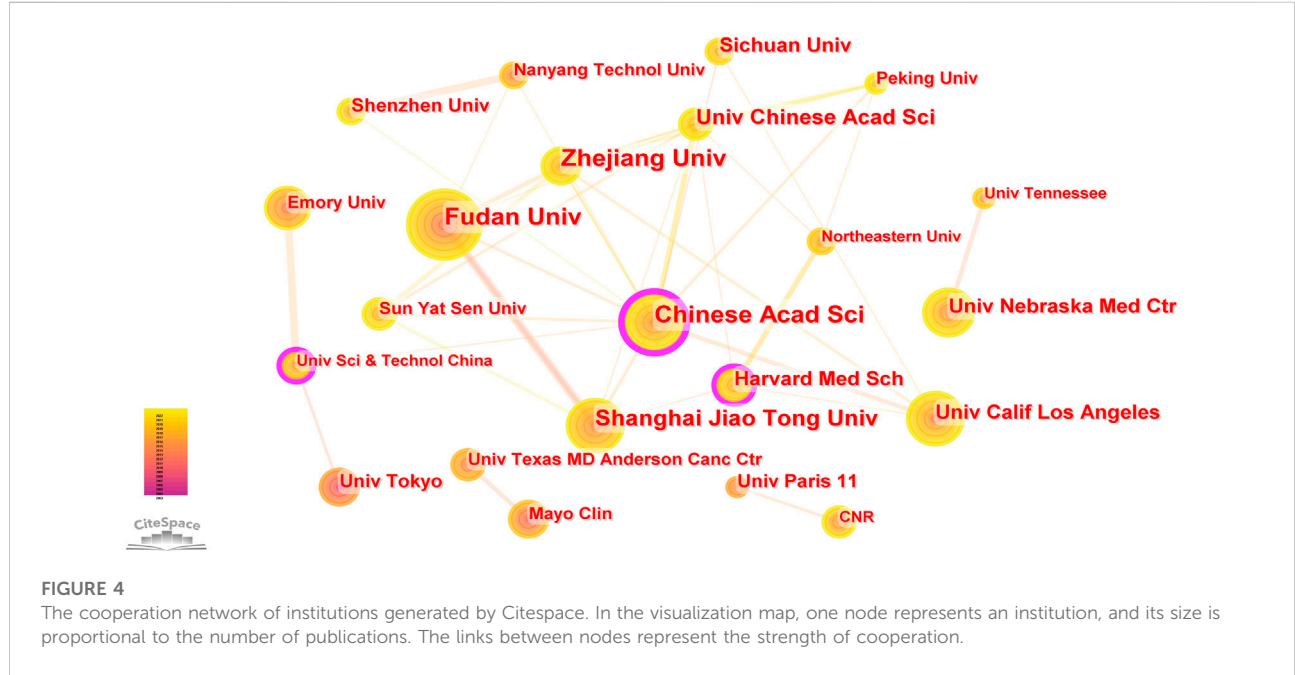 Sichuan Univ
Nanyang Technol Univ
Peking Univ
Shenzhen Univ
Univ Chinese Acad Sci
Zhejiang Univ
Univ Tennessee
Emory Univ
Fudan Univ
Northeastern Univ
Univ Nebraska Med Ctr
Sun Yat Sen Univ
Chinese Acad Sci
Univ Sci & Technol China
Harvard Med Sch
Univ Calif Los Angeles
Shanghai Jiao Tong Univ
Univ Texas MD Anderson Canc Ctr
Univ Tokyo
Univ Paris 11
Mayo Clin
CNR
CiteSpace
FIGURE 4
The cooperation network of institutions generated by Citespace. In the visualization map, one node represents an institution, and its size is
proportional to the number of publications. The links between nodes represent the strength of cooperation.